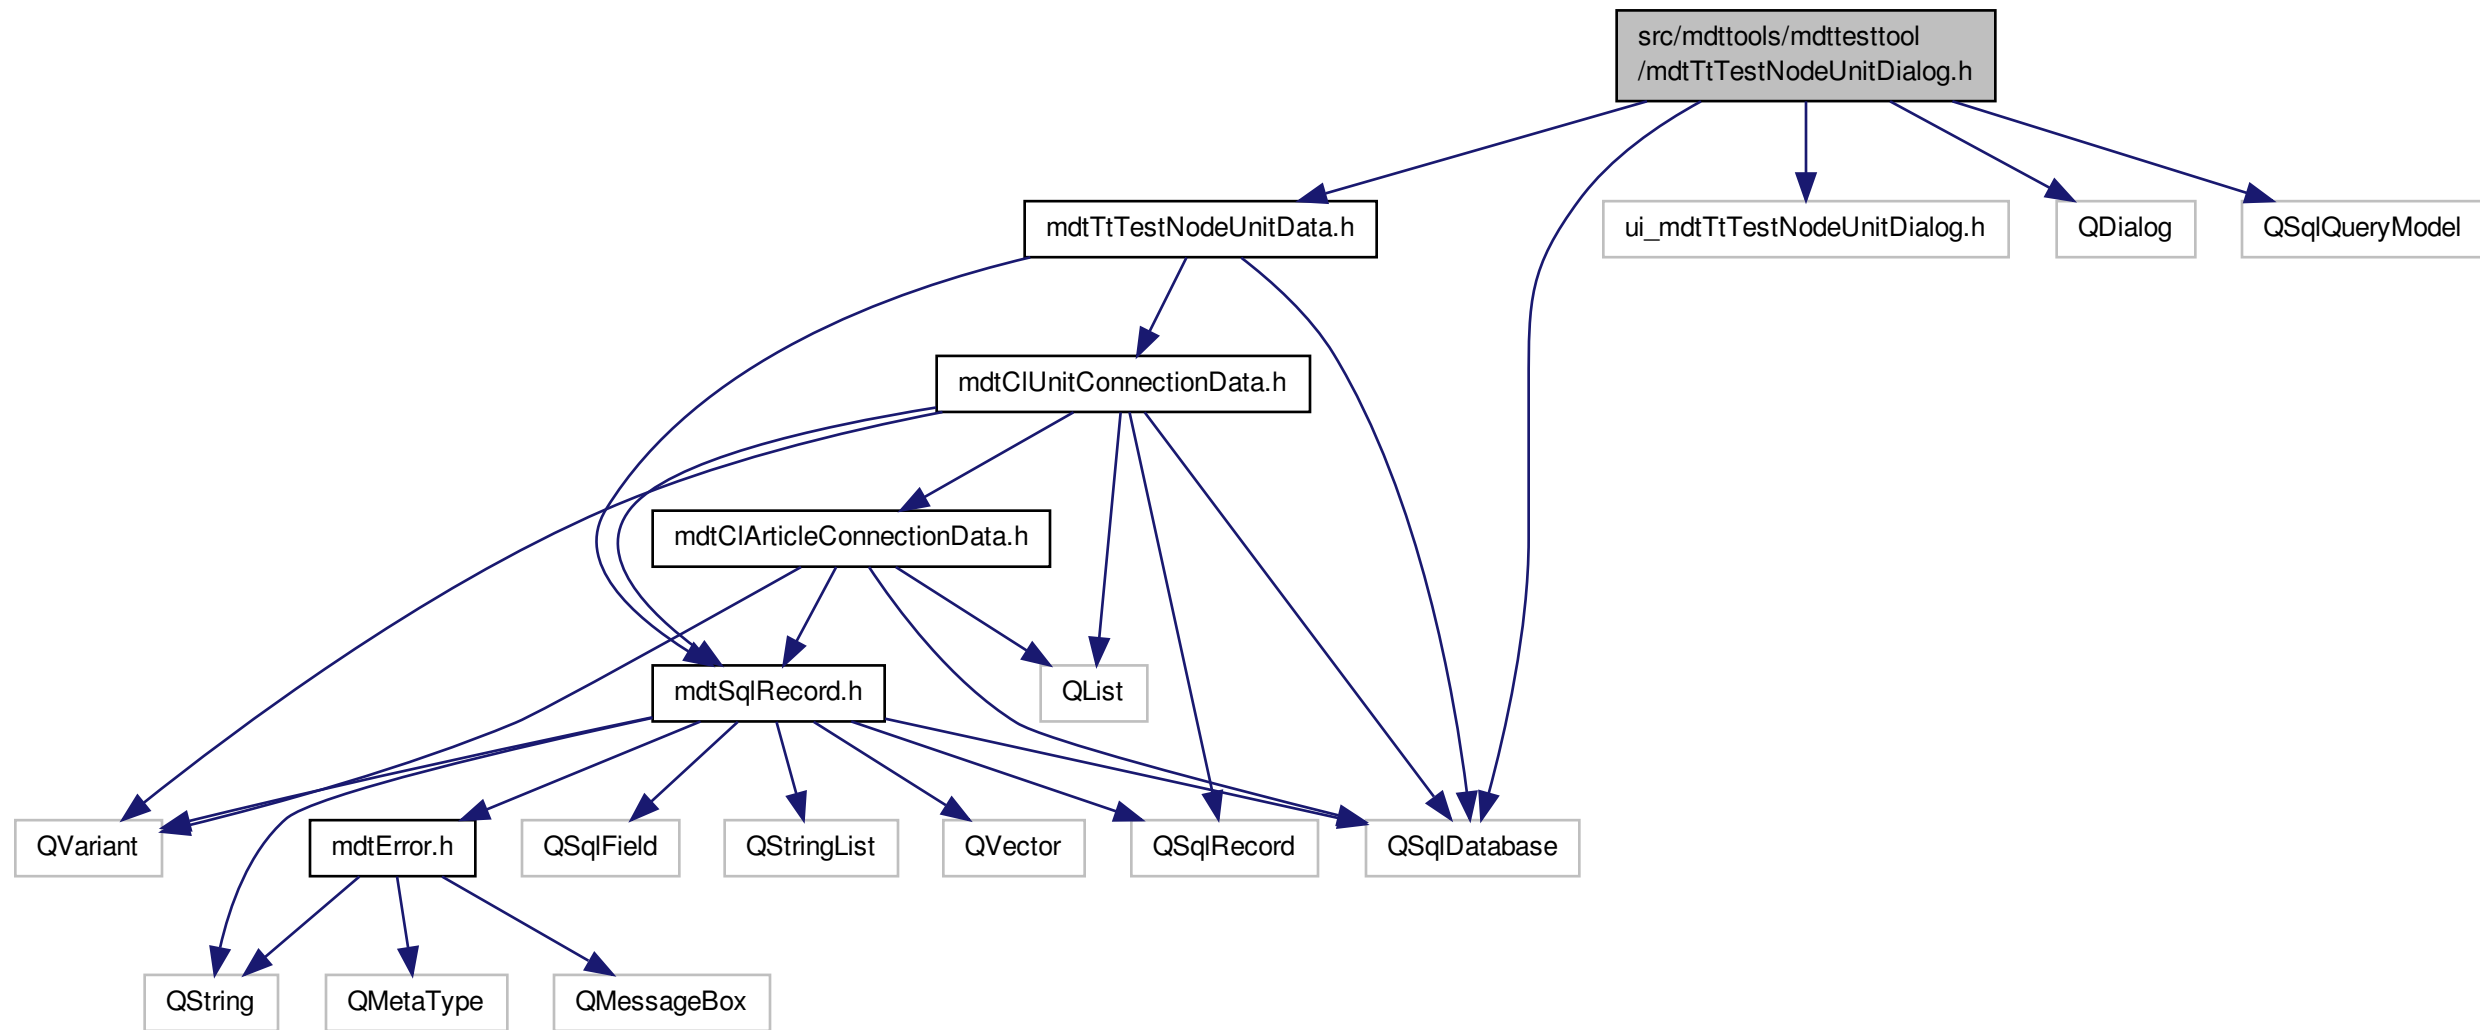 src/mdttools/mdttesttool
/mdtTtTestNodeUnitDialog.h
mdtTtTestNodeUnitData.h
ui_mdtTtTestNodeUnitDialog.h
QDialog
QSqlQueryModel
mdtClUnitConnectionData.h
mdtClArticleConnectionData.h
mdtSqlRecord.h
QList
QVariant
mdtError.h
QSqlField
QStringList
QVector
QSqlRecord
QSqlDatabase
QString
QMetaType
QMessageBox